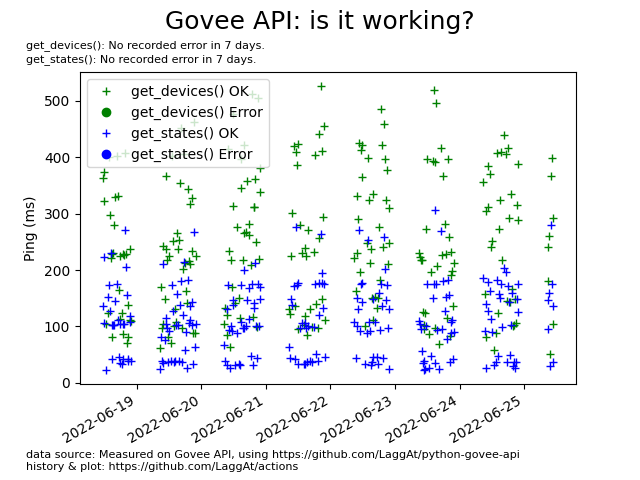 Govee API: is it working?
get_devices(): No recorded error in 7 days.
get_states(): No recorded error in 7 days.
get_devices() OK
get_devices() Error
get_states() OK
get_states() Error
Ping (ms)
500
400
300
200
100
0
2022-06-19
2022-06-20
2022-06-21
2022-06-22
2022-06-23
2022-06-24
2022-06-25
data source: Measured on Govee API, using https://github.com/LaggAt/python-govee-api
history & plot: https://github.com/LaggAt/actions